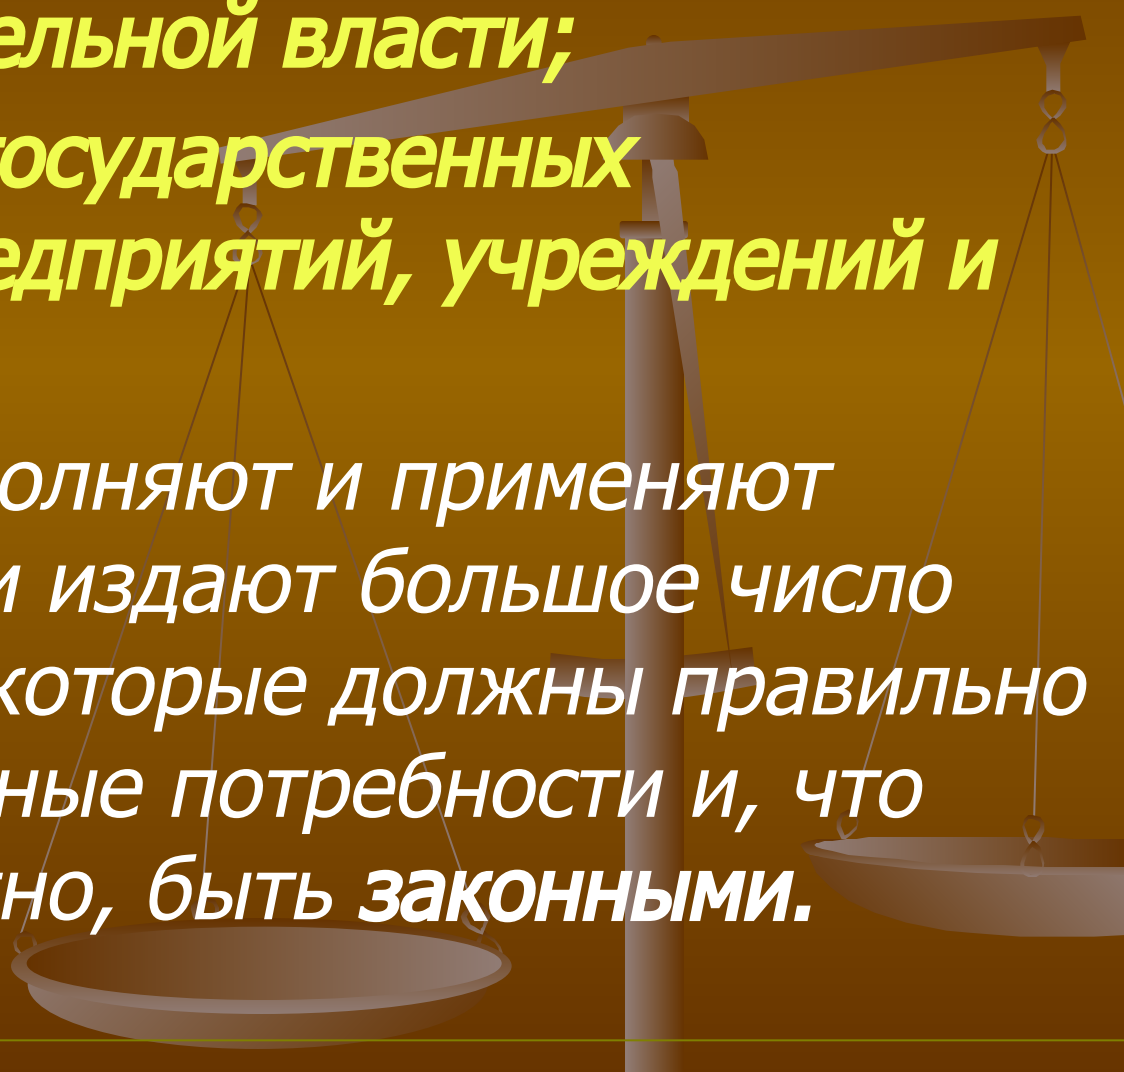 ельной власти;
государственных
едприятий, учреждений и
олняют и применяют
и издают большое число
которые должны правильно
ные потребности и, что
но, быть законными.